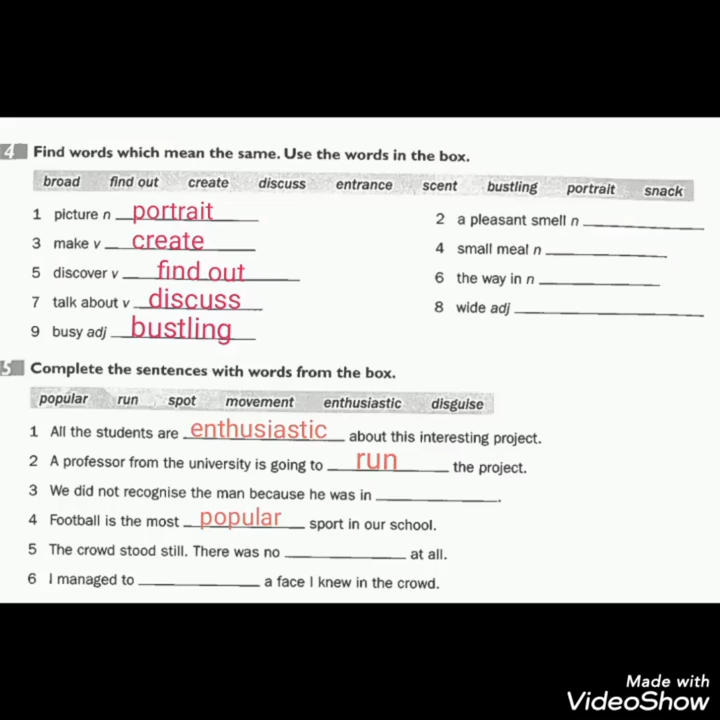 4 Find words which mean the same. Use the words in the box.
broad find out create discuss entrance scent bustling portrait snack
1 picture n portrait 2 a pleasant smell n
3 make v create 4 small meal n
5 discover v find out 6 the way in n
7 talk about v discuss 8 wide adj
9 busy adj bustling
5 Complete the sentences with words from the box.
popular run spot movement enthusiastic disguise
1 All the students are enthusiastic about this interesting project.
2 A professor from the university is going to run the project.
3 We did not recognise the man because he was in .
4 Football is the most popular sport in our school.
5 The crowd stood still. There was no at all.
6 I managed to a face I knew in the crowd.
Made with
VideoShow